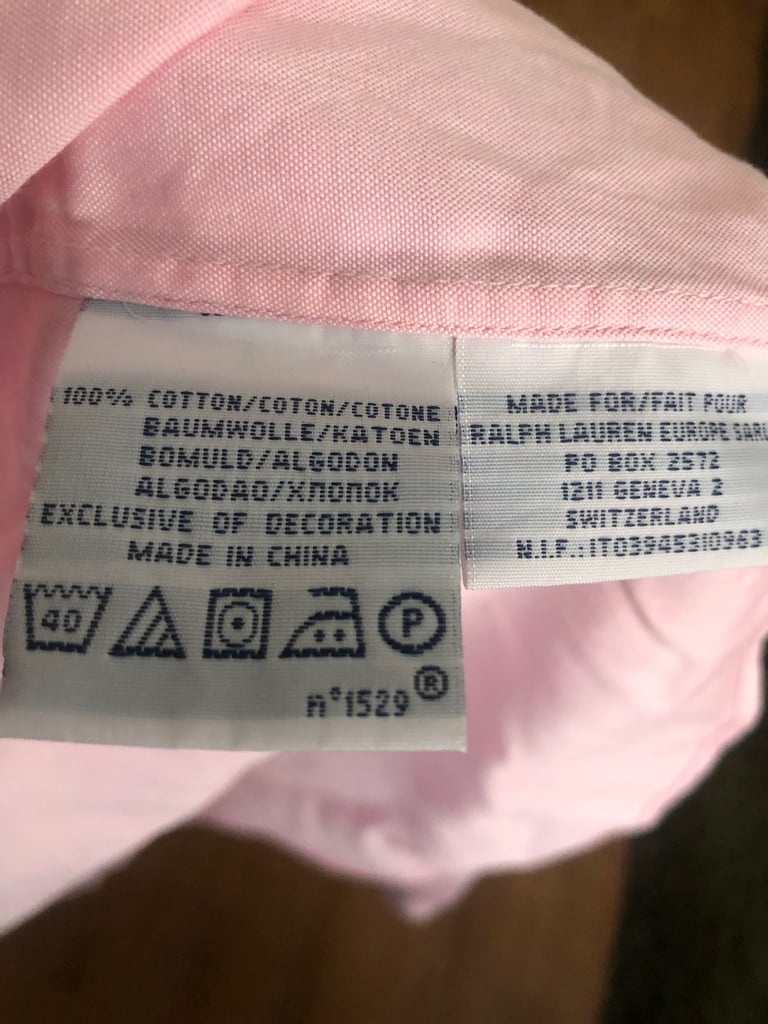 100% COTTON/COTON/COTONE
BAUMWOLLE/KATOEN
BOMULD/ALGODON
ALGODAO/ХЛОПОК
EXCLUSIVE OF DECORATION
MADE IN CHINA
40
P
n°1529®
MADE FOR/FAIT POUR
RALPH LAUREN EUROPE SARL
PO BOX 2572
1211 GENEVA 2
SWITZERLAND
N.I.F.:IT03945310963